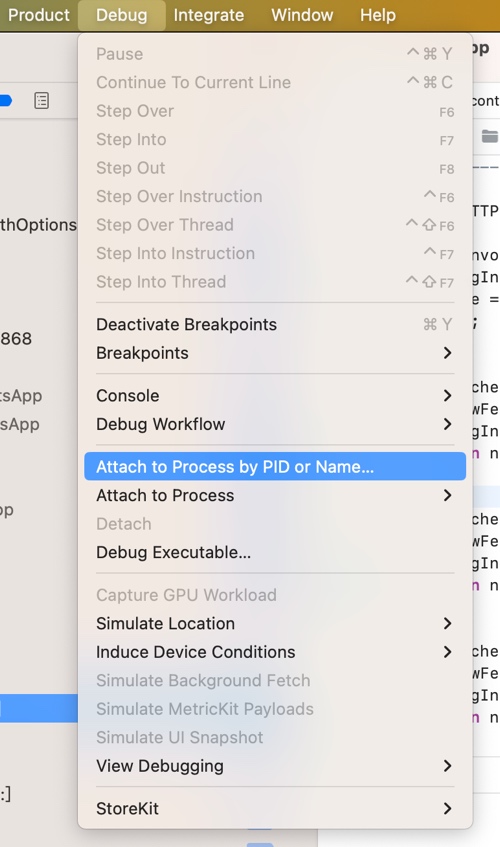 Product Debug Integrate Window Help
Pause ⌃⌘Y
Continue To Current Line ⌃⌘C
Step Over F6
Step Into F7
Step Out F8
Step Over Instruction ⌃F6
Step Over Thread ⌃⇧F6
Step Into Instruction ⌃F7
Step Into Thread ⌃⇧F7
Deactivate Breakpoints ⌘Y
Breakpoints
Console
Debug Workflow
Attach to Process by PID or Name...
Attach to Process
Detach
Debug Executable...
Capture GPU Workload
Simulate Location
Induce Device Conditions
Simulate Background Fetch
Simulate MetricKit Payloads
Simulate UI Snapshot
View Debugging
StoreKit
thOptions
868
tsApp
sApp
op
:]
pp
cont
TTP
nvo
gIn
e =
;
che
wFe
gIn
n n
che
wFe
gIn
n n
che
wFe
gIn
n n